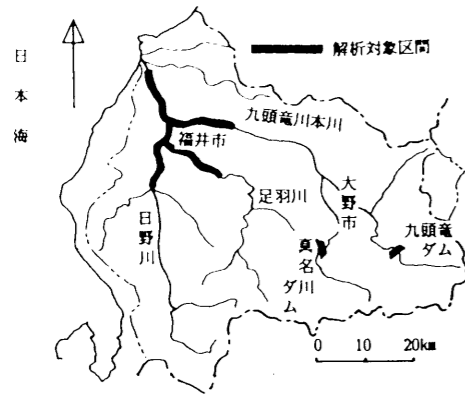 日本海
解析対象区間
九頭竜川本川
福井市
足羽川
大野市
日野川
真名川ダム
九頭竜ダム
0 10 20km